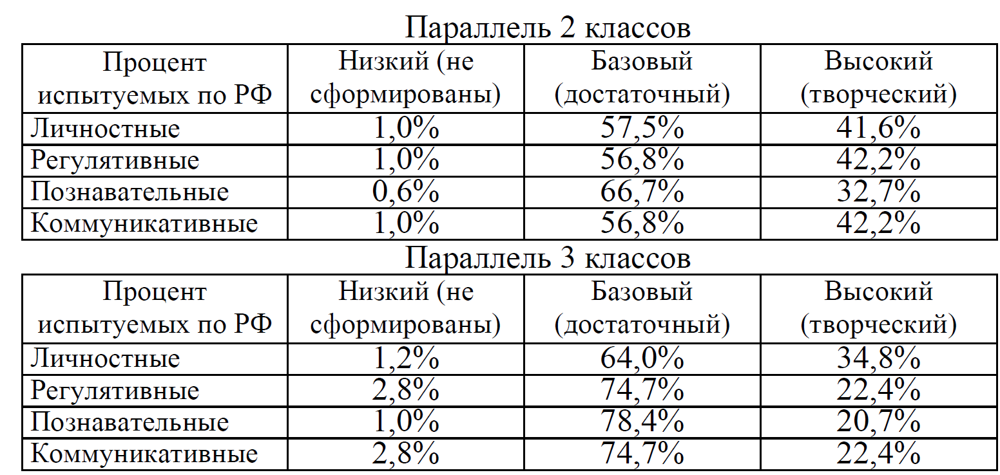 Параллель 2 классов
Процент испытуемых по РФ Низкий (не сформированы) Базовый (достаточный) Высокий (творческий)
Личностные 1,0% 57,5% 41,6%
Регулятивные 1,0% 56,8% 42,2%
Познавательные 0,6% 66,7% 32,7%
Коммуникативные 1,0% 56,8% 42,2%
Параллель 3 классов
Процент испытуемых по РФ Низкий (не сформированы) Базовый (достаточный) Высокий (творческий)
Личностные 1,2% 64,0% 34,8%
Регулятивные 2,8% 74,7% 22,4%
Познавательные 1,0% 78,4% 20,7%
Коммуникативные 2,8% 74,7% 22,4%